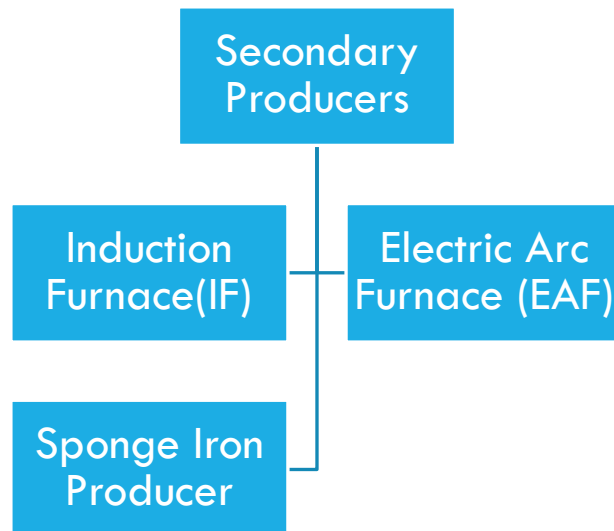 Secondary
Producers
Induction
Furnace(IF)
Electric Arc
Furnace (EAF)
Sponge Iron
Producer